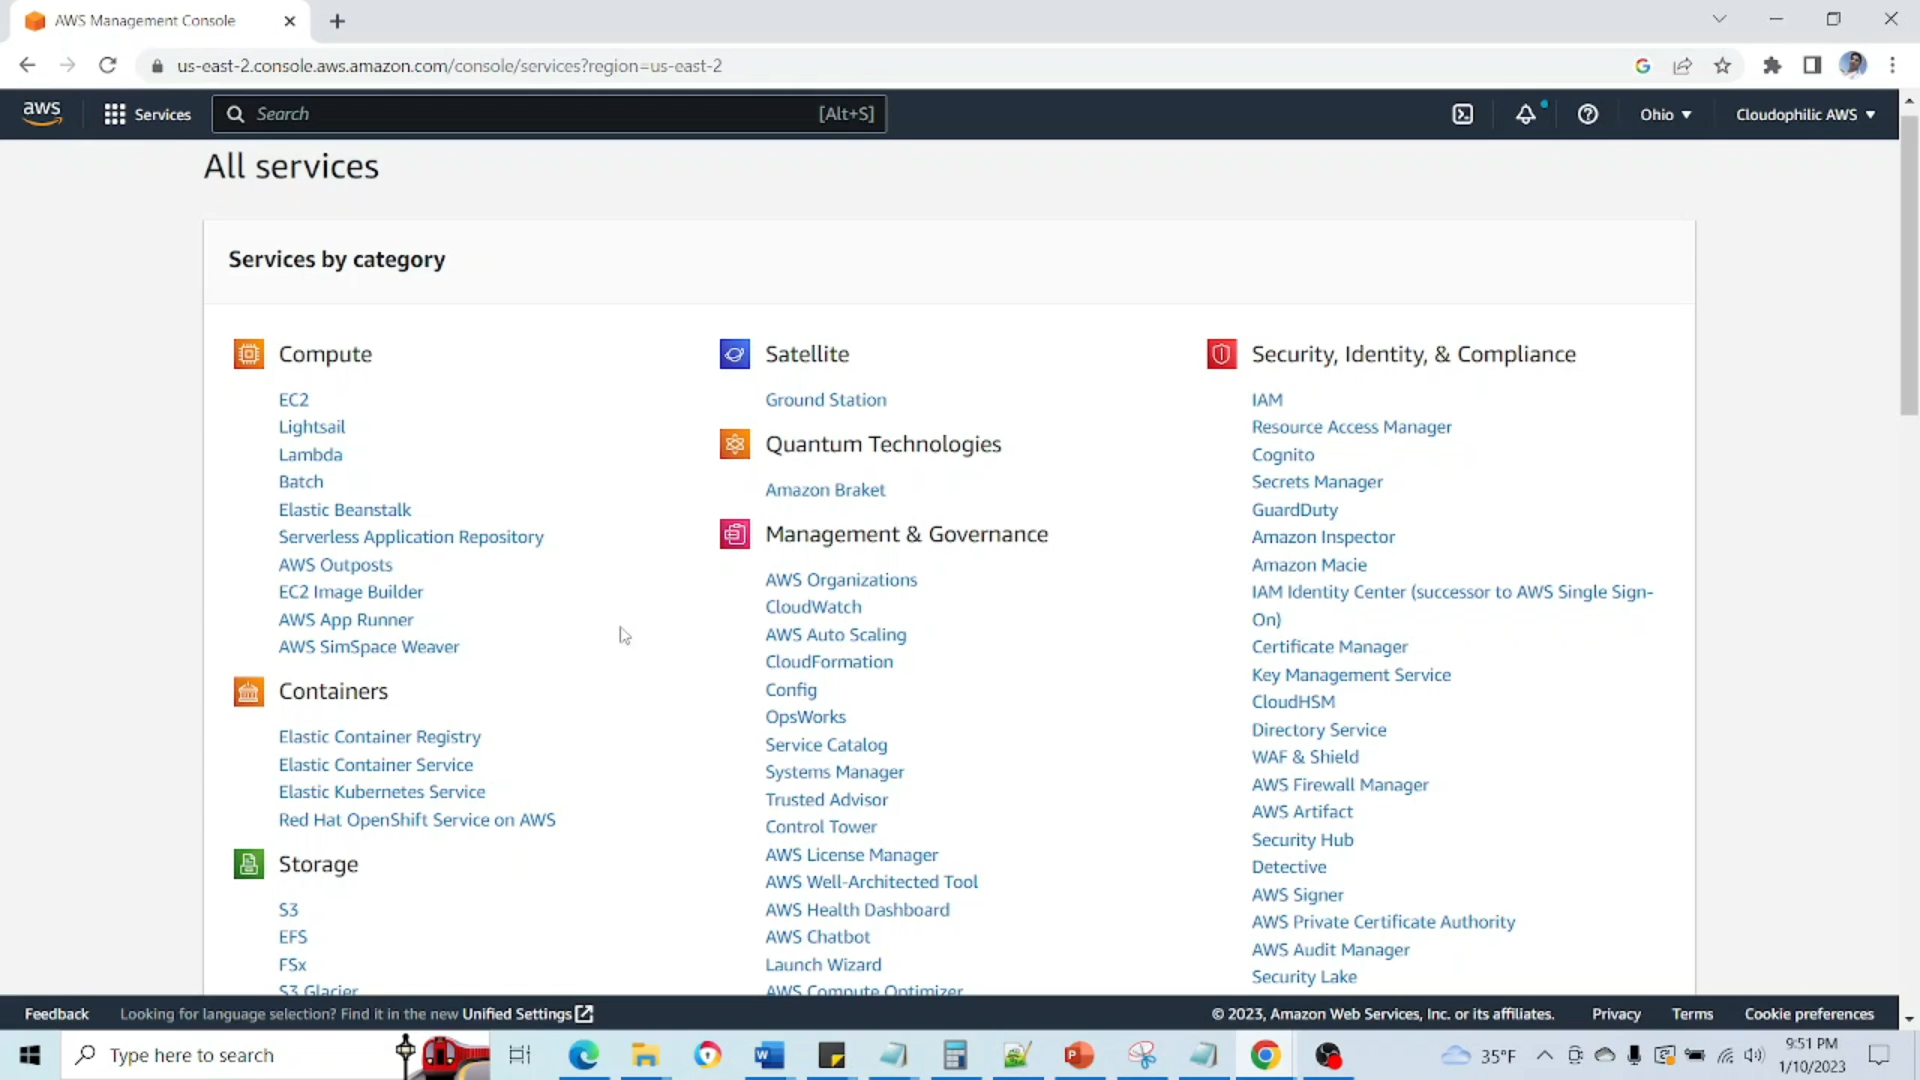 AWS Management Console
us-east-2.console.aws.amazon.com/console/services?region=us-east-2
aws
Services
Search
[Alt+S]
Ohio
Cloudophilic AWS
All services
Services by category
Compute
EC2
Lightsail
Lambda
Batch
Elastic Beanstalk
Serverless Application Repository
AWS Outposts
EC2 Image Builder
AWS App Runner
AWS SimSpace Weaver
Containers
Elastic Container Registry
Elastic Container Service
Elastic Kubernetes Service
Red Hat OpenShift Service on AWS
Storage
S3
EFS
FSx
S3 Glacier
Satellite
Ground Station
Quantum Technologies
Amazon Braket
Management & Governance
AWS Organizations
CloudWatch
AWS Auto Scaling
CloudFormation
Config
OpsWorks
Service Catalog
Systems Manager
Trusted Advisor
Control Tower
AWS License Manager
AWS Well-Architected Tool
AWS Health Dashboard
AWS Chatbot
Launch Wizard
AWS Compute Optimizer
Security, Identity, & Compliance
IAM
Resource Access Manager
Cognito
Secrets Manager
GuardDuty
Amazon Inspector
Amazon Macie
IAM Identity Center (successor to AWS Single Sign-
On)
Certificate Manager
Key Management Service
CloudHSM
Directory Service
WAF & Shield
AWS Firewall Manager
AWS Artifact
Security Hub
Detective
AWS Signer
AWS Private Certificate Authority
AWS Audit Manager
Security Lake
Feedback
Looking for language selection? Find it in the new Unified Settings
© 2023, Amazon Web Services, Inc. or its affiliates.
Privacy
Terms
Cookie preferences
Type here to search
35°F
9:51 PM
1/10/2023